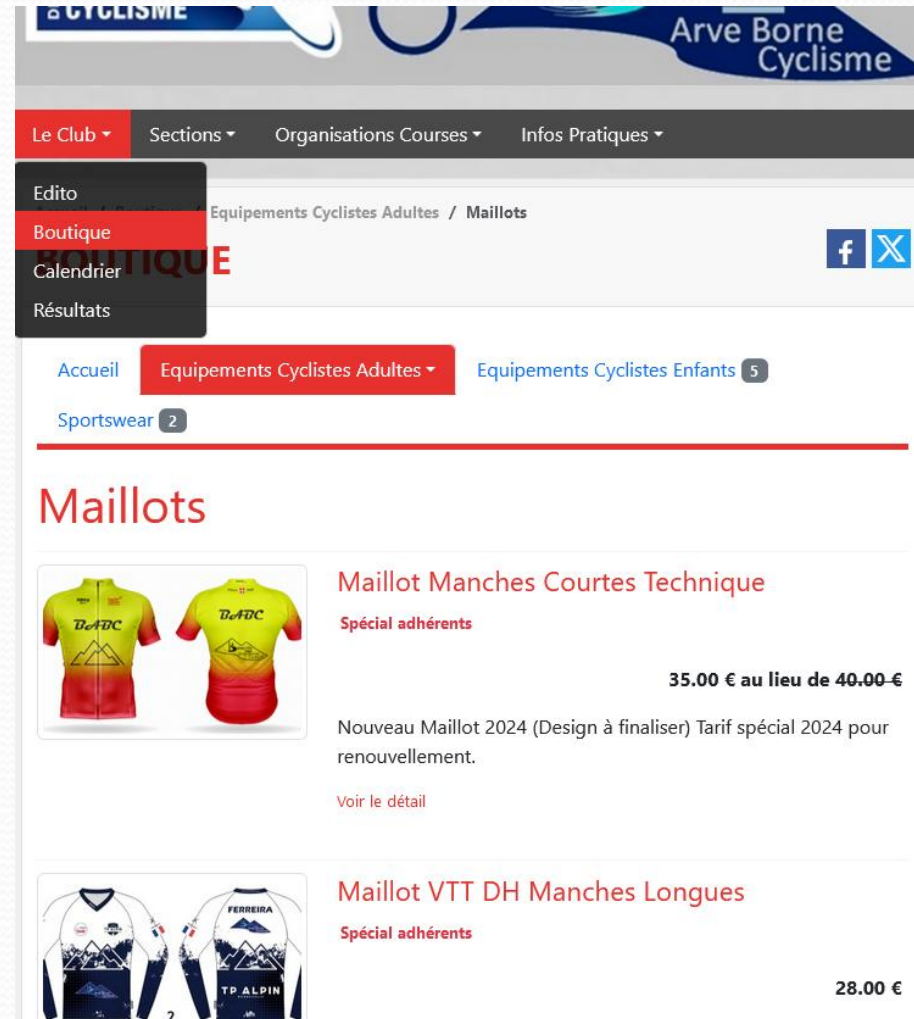 CYCLISME
Arve Borne
Cyclisme
Le Club
Sections
Organisations Courses
Infos Pratiques
Edito
Boutique
Calendrier
Résultats
/ Equipements Cyclistes Adultes / Maillots
BOUTIQUE
Accueil
Equipements Cyclistes Adultes
Equipements Cyclistes Enfants 5
Sportswear 2
Maillots
BABC
BABC
Maillot Manches Courtes Technique
Spécial adhérents
35.00 € au lieu de 40.00 €
Nouveau Maillot 2024 (Design à finaliser) Tarif spécial 2024 pour
renouvellement.
Voir le détail
FERREIRA
TP ALPIN
2
Maillot VTT DH Manches Longues
Spécial adhérents
28.00 €